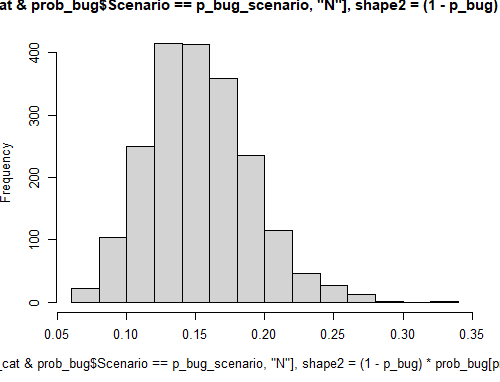 cat & prob_bug$Scenario == p_bug_scenario, "N"], shape2 = (1 - p_bug)
Frequency
400
300
200
100
0
0.05 0.10 0.15 0.20 0.25 0.30 0.35
_cat & prob_bug$Scenario == p_bug_scenario, "N"], shape2 = (1 - p_bug) * prob_bug[p